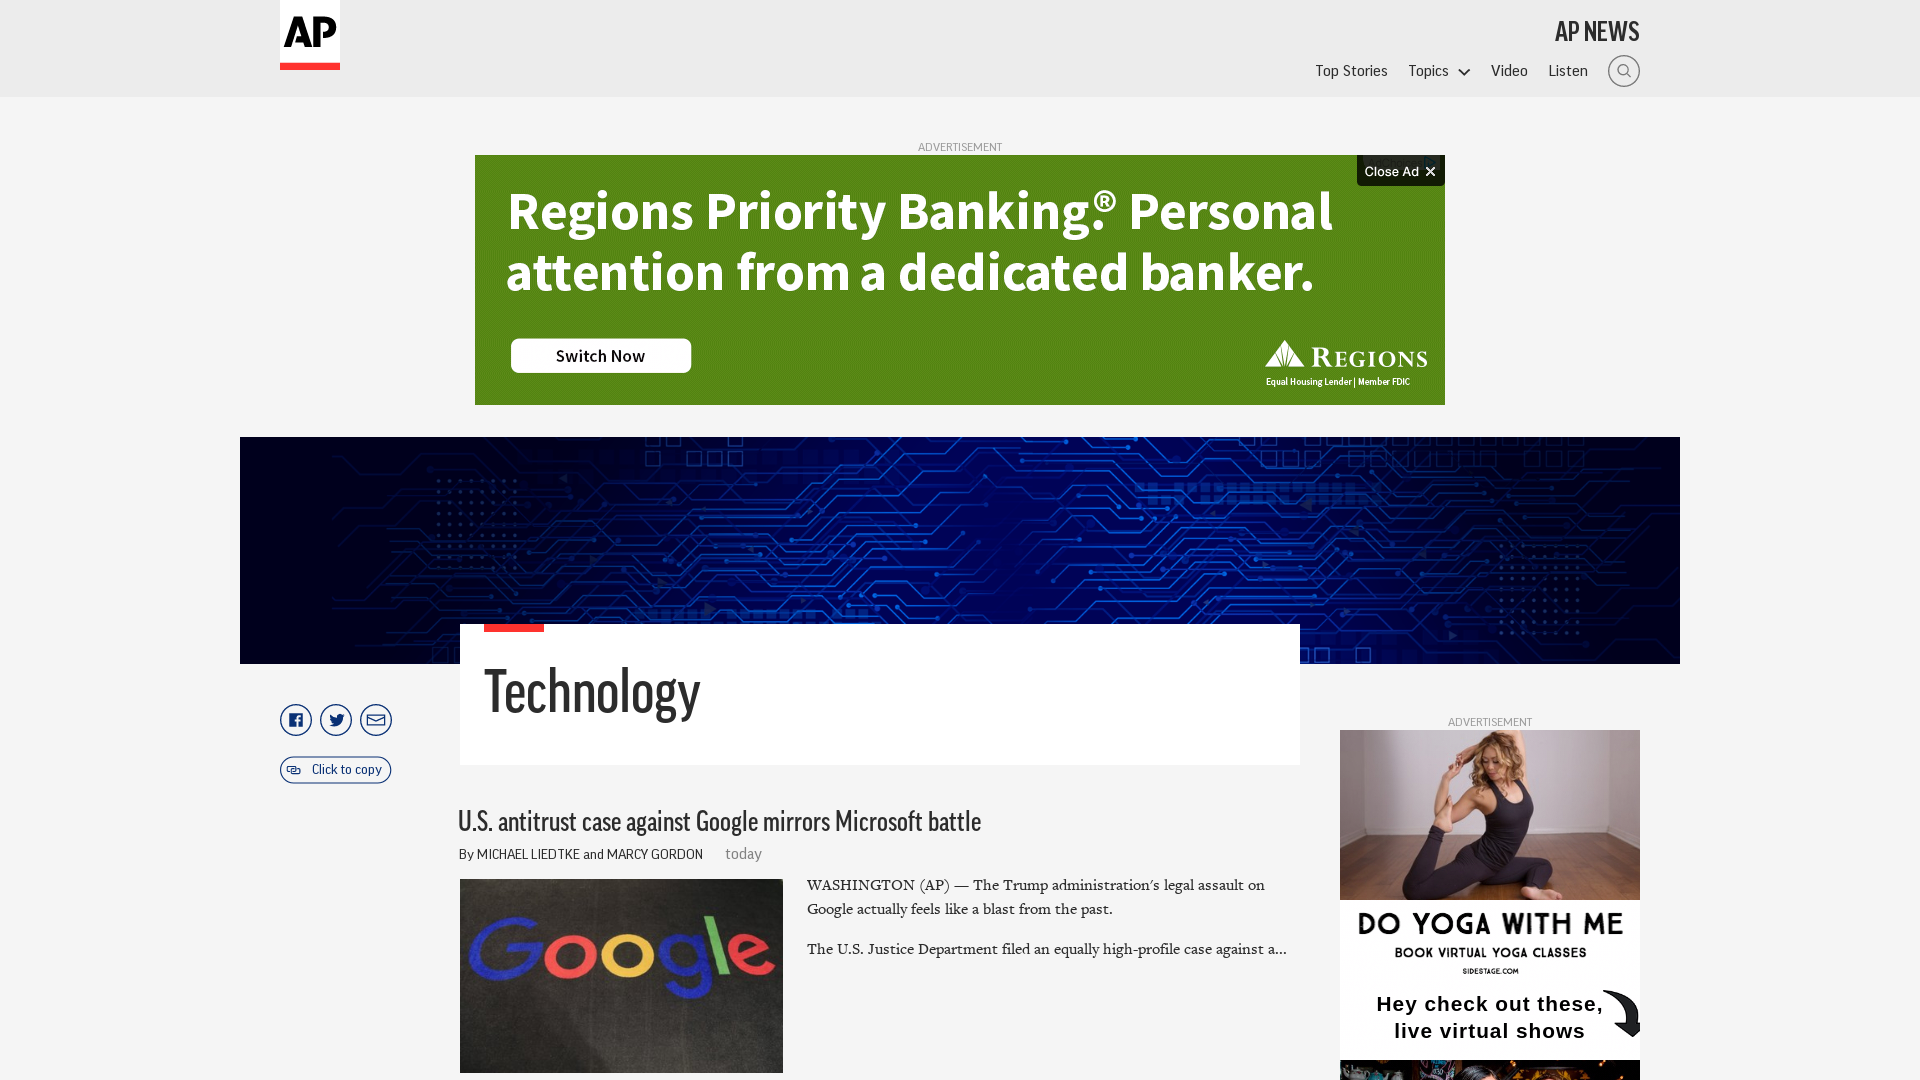 AP
AP NEWS
Top Stories
Topics
Video
Listen
ADVERTISEMENT
Close Ad
Regions Priority Banking.® Personal
attention from a dedicated banker.
Switch Now
REGIONS
Equal Housing Lender | Member FDIC
Technology
Click to copy
U.S. antitrust case against Google mirrors Microsoft battle
By MICHAEL LIEDTKE and MARCY GORDON today
Google
WASHINGTON (AP) — The Trump administration's legal assault on
Google actually feels like a blast from the past.
The U.S. Justice Department filed an equally high-profile case against a...
ADVERTISEMENT
DO YOGA WITH ME
BOOK VIRTUAL YOGA CLASSES
SIDESTAGE.COM
Hey check out these,
live virtual shows